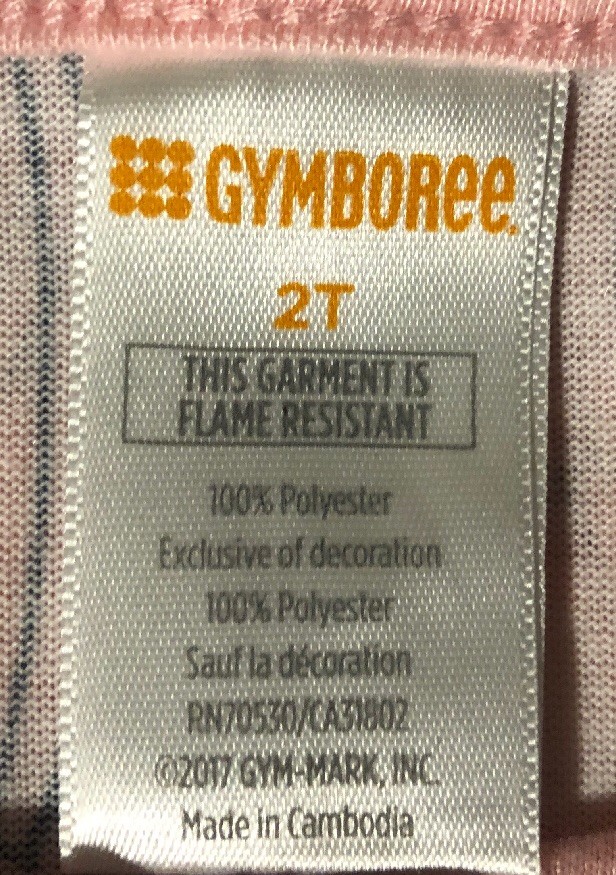 GYMBOREE
2T
THIS GARMENT IS
FLAME RESISTANT
100% Polyester
Exclusive of decoration
100% Polyester
Sauf la décoration
RN70530/CA31802
©2017 GYM-MARK, INC.
Made in Cambodia